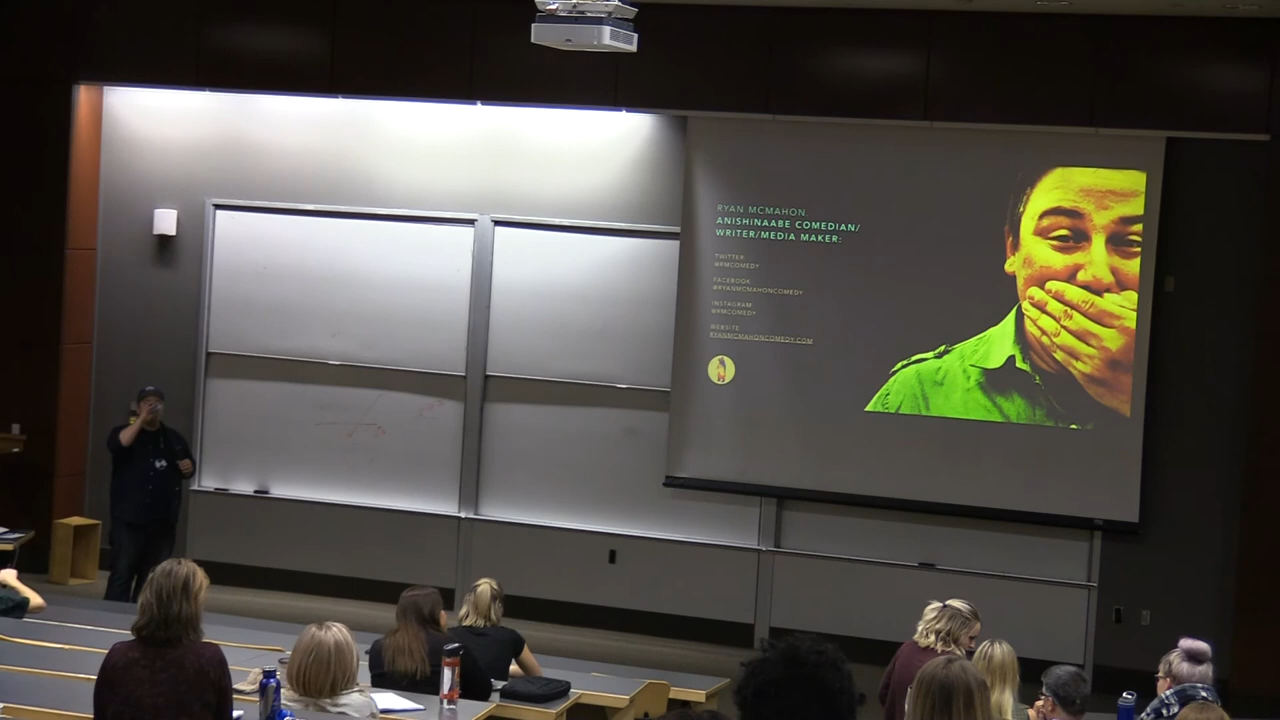 RYAN MCMAHON
ANISHINAABE COMEDIAN/
WRITER/MEDIA MAKER:
TWITTER:
@RMCOMEDY
FACEBOOK:
@RYANMCMAHONCOMEDY
INSTAGRAM:
@RMCOMEDY
WEBSITE:
RYANMCMAHONCOMEDY.COM